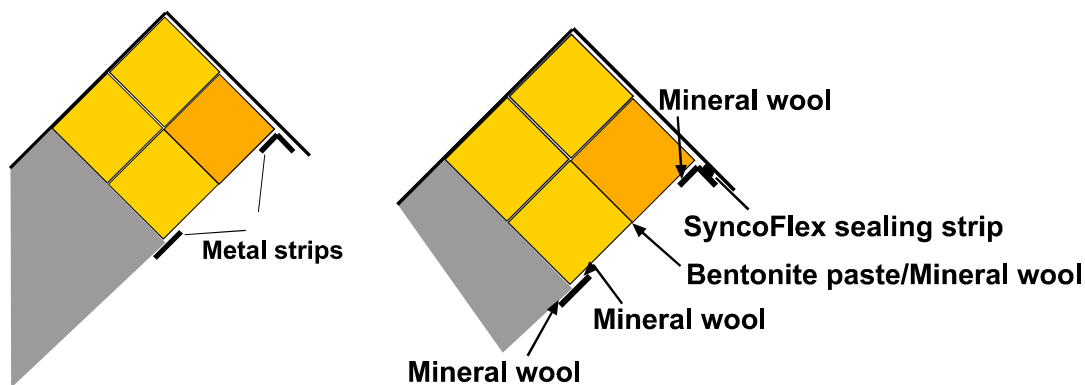 Mineral wool
SyncoFlex sealing strip
Metal strips
Bentonite paste/Mineral wool
Mineral wool
Mineral wool